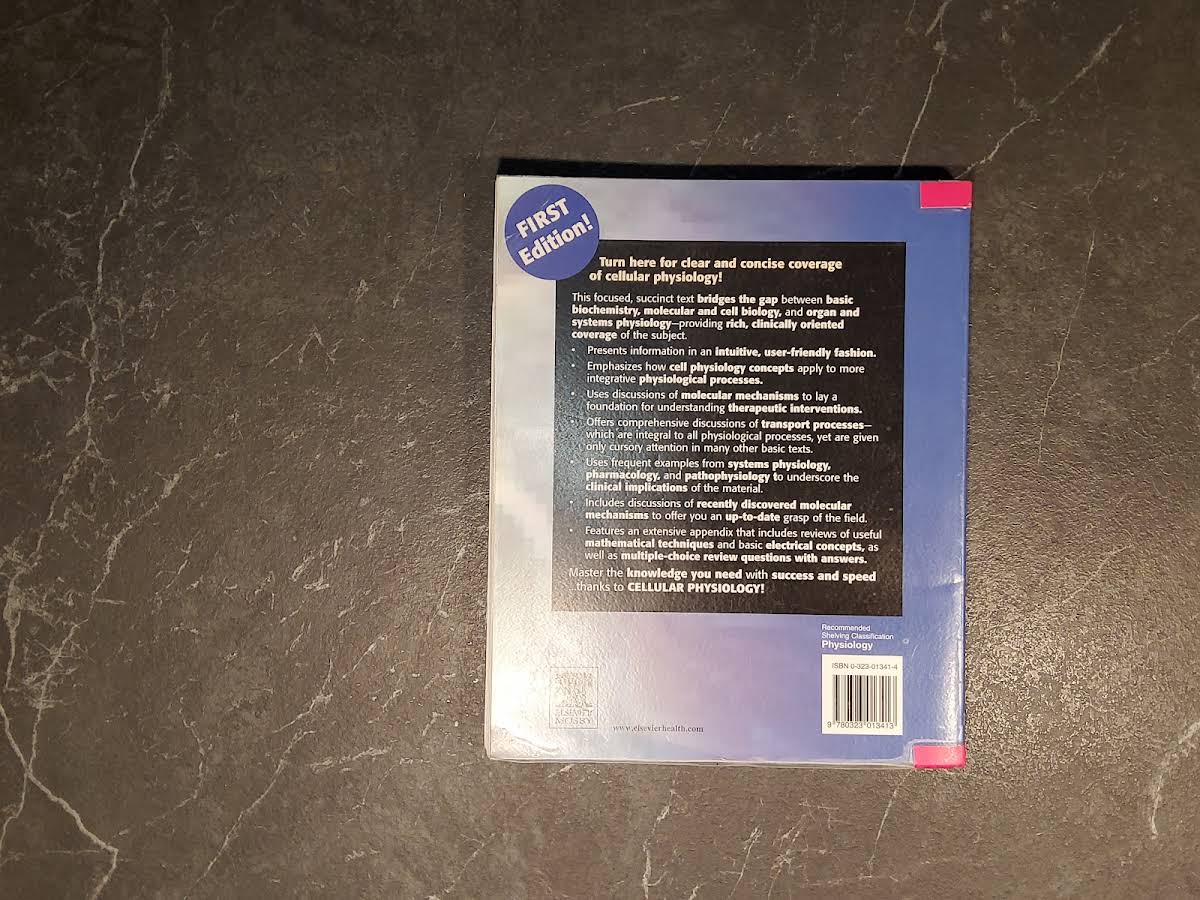 FIRST
Edition!
Turn here for clear and concise coverage
of cellular physiology!
This focused, succinct text bridges the gap between basic
biochemistry, molecular and cell biology, and organ and
systems physiology—providing rich, clinically oriented
coverage of the subject.
• Presents information in an intuitive, user-friendly fashion.
• Emphasizes how cell physiology concepts apply to more
integrative physiological processes.
• Uses discussions of molecular mechanisms to lay a
foundation for understanding therapeutic interventions.
• Offers comprehensive discussions of transport processes—
which are integral to all physiological processes, yet are given
only cursory attention in many other basic texts.
• Uses frequent examples from systems physiology,
pharmacology, and pathophysiology to underscore the
clinical implications of the material.
• Includes discussions of recently discovered molecular
mechanisms to offer you an up-to-date grasp of the field.
• Features an extensive appendix that includes reviews of useful
mathematical techniques and basic electrical concepts, as
well as multiple-choice review questions with answers.
Master the knowledge you need with success and speed
...thanks to CELLULAR PHYSIOLOGY!
Recommended
Shelving Classification
Physiology
ISBN 0-323-01341-4
9 780323 013413
ELSEVIER
MOSBY
www.elsevierhealth.com